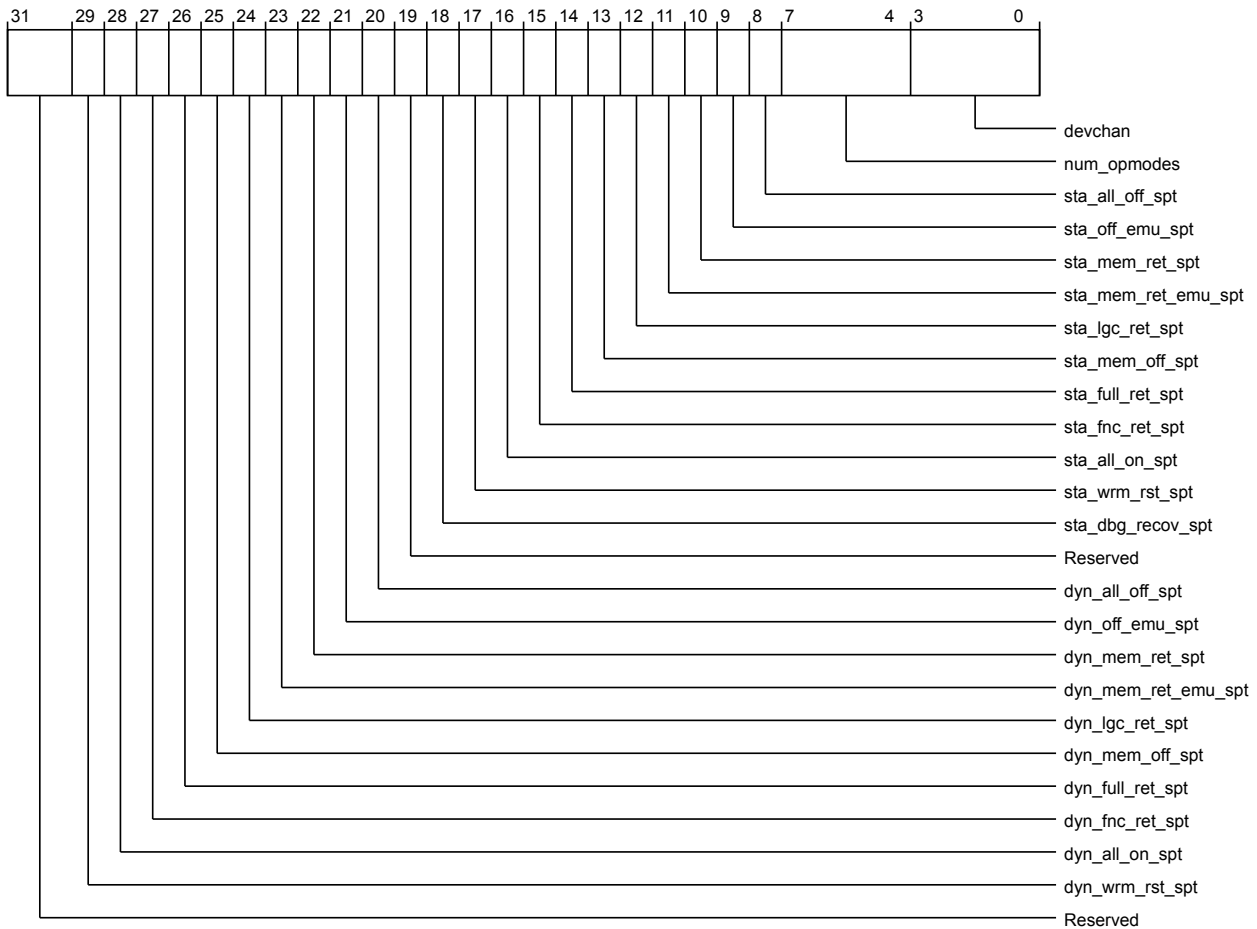 31 29 28 27 26 25 24 23 22 21 20 19 18 17 16 15 14 13 12 11 10 9 8 7 4 3 0
devchan
num_opmodes
sta_all_off_spt
sta_off_emu_spt
sta_mem_ret_spt
sta_mem_ret_emu_spt
sta_lgc_ret_spt
sta_mem_off_spt
sta_full_ret_spt
sta_fnc_ret_spt
sta_all_on_spt
sta_wrm_rst_spt
sta_dbg_recov_spt
Reserved
dyn_all_off_spt
dyn_off_emu_spt
dyn_mem_ret_spt
dyn_mem_ret_emu_spt
dyn_lgc_ret_spt
dyn_mem_off_spt
dyn_full_ret_spt
dyn_fnc_ret_spt
dyn_all_on_spt
dyn_wrm_rst_spt
Reserved